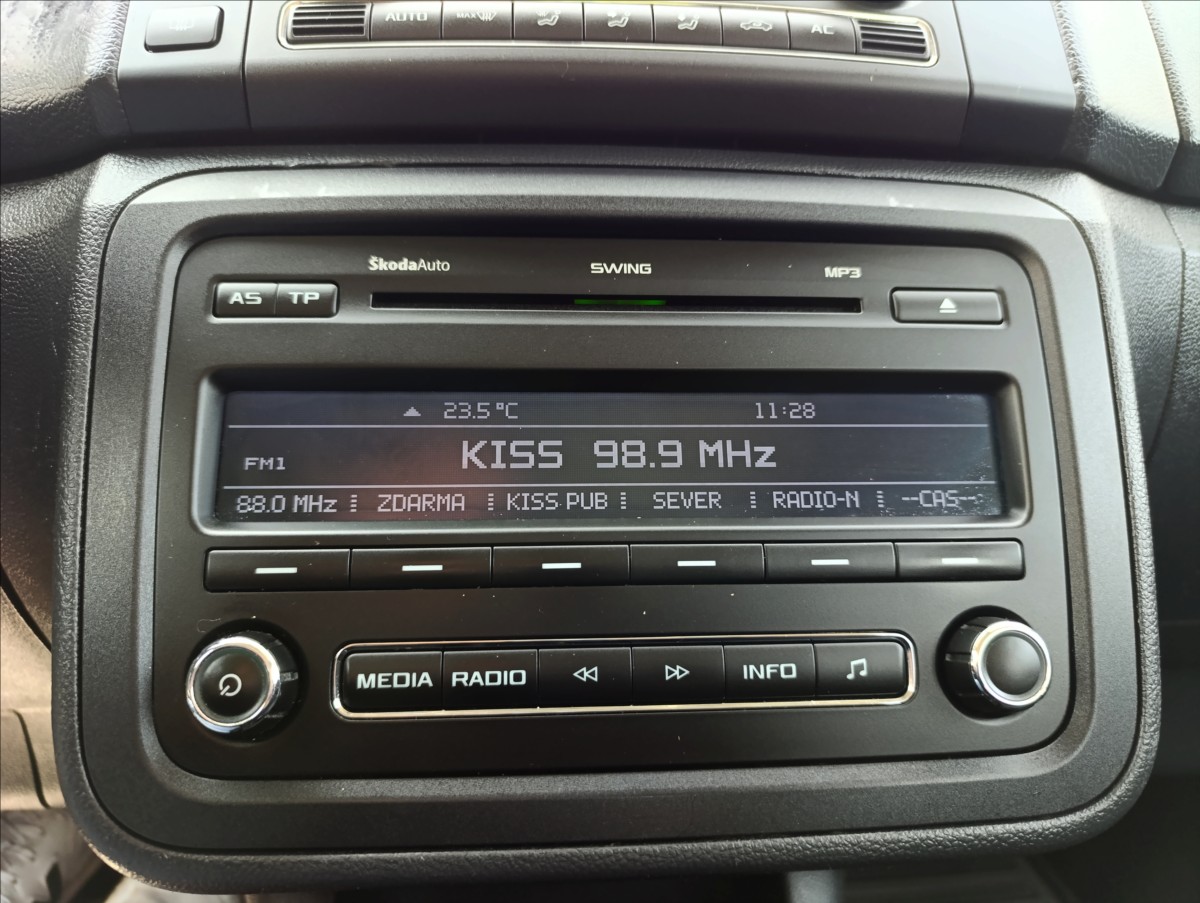 AUTO MAX AC
ŠkodaAuto SWING MP3
AS TP
23.5°C 11:28
FM1 KISS 98.9 MHz
88.0 MHz ZDARMA KISS PUB SEVER RADIO-N --CAS--
MEDIA RADIO INFO